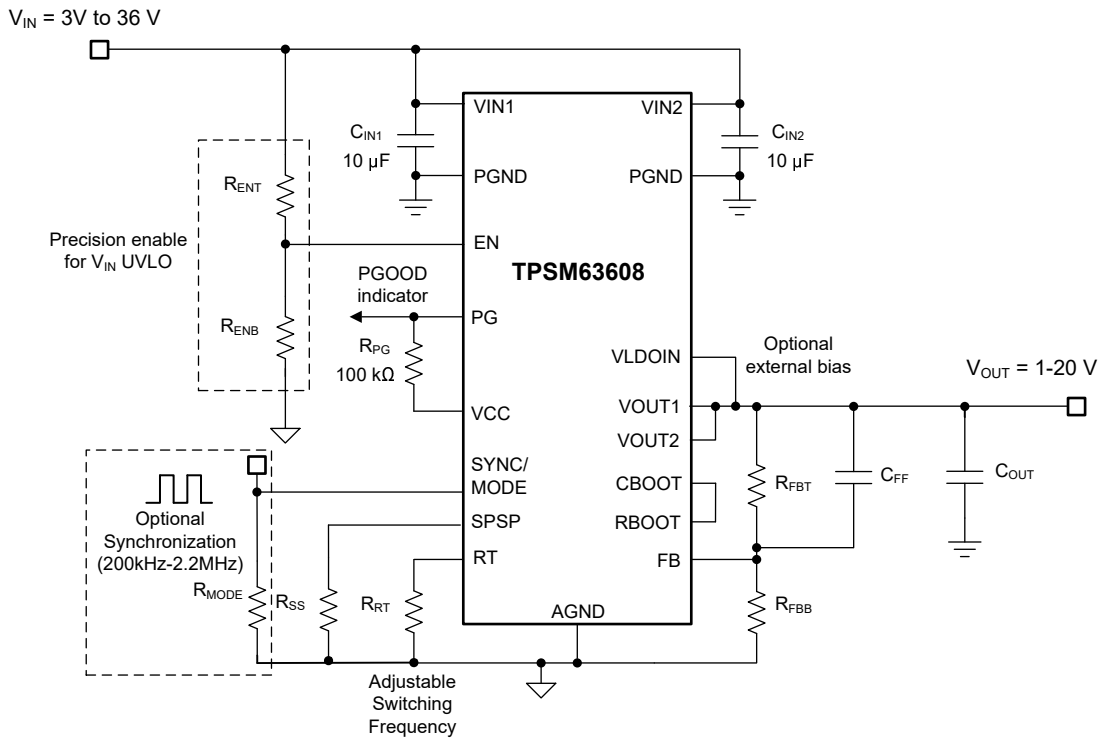 V_IN = 3V to 36 V
VIN1
VIN2
C_IN1
10 µF
C_IN2
10 µF
PGND
PGND
R_ENT
Precision enable
for V_IN UVLO
EN
TPSM63608
PGOOD
indicator
PG
R_ENB
R_PG
100 kΩ
VCC
VLDOIN
Optional
external bias
V_OUT = 1-20 V
VOUT1
VOUT2
SYNC/
MODE
CBOOT
RBOOT
R_FBT
C_FF
C_OUT
Optional
Synchronization
(200kHz-2.2MHz)
SPSP
RT
FB
R_MODE
R_SS
R_RT
AGND
R_FBB
Adjustable
Switching
Frequency